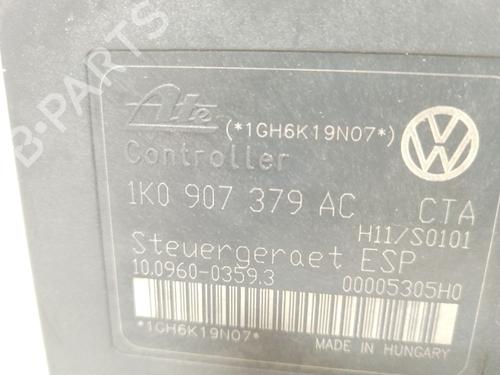 B-PARTS
Ate (*1GH6K19N07*)
Controller
1K0 907 379 AC CTA
H11/S0101
Steuergeraet ESP
10.0960-0359.3 00005305H0
*1GH6K19N07*
MADE IN HUNGARY